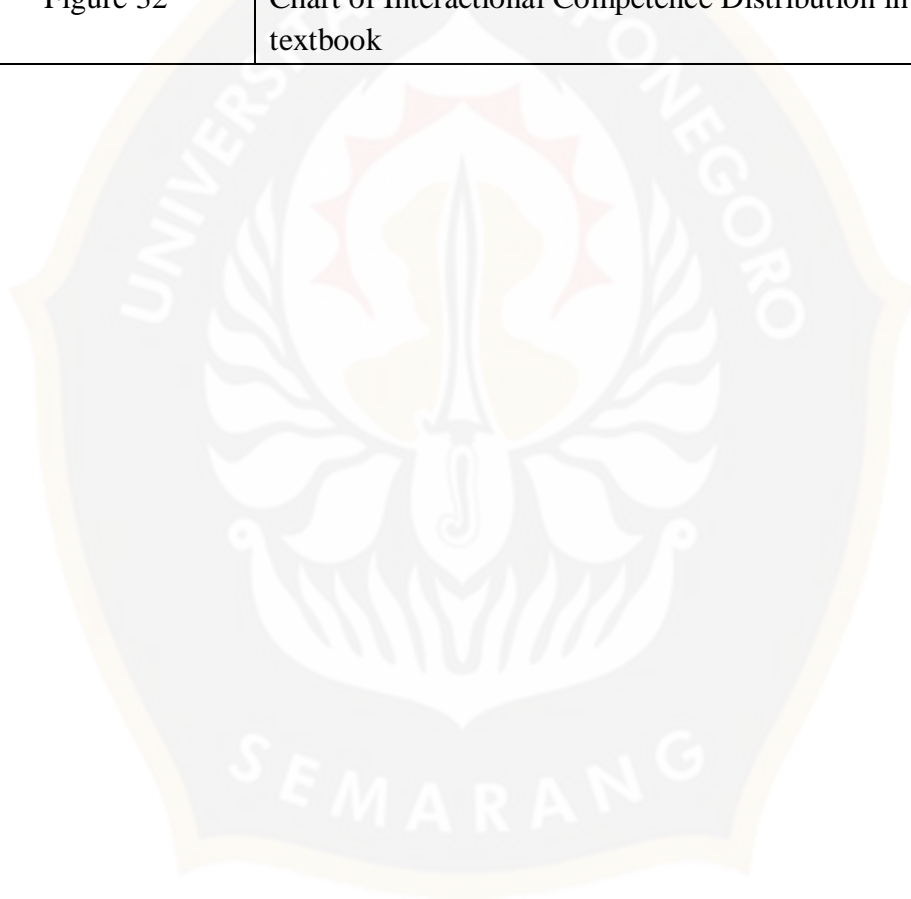 Figure 32
Chart of Interactional Competence Distribution in
textbook
SEMARANG